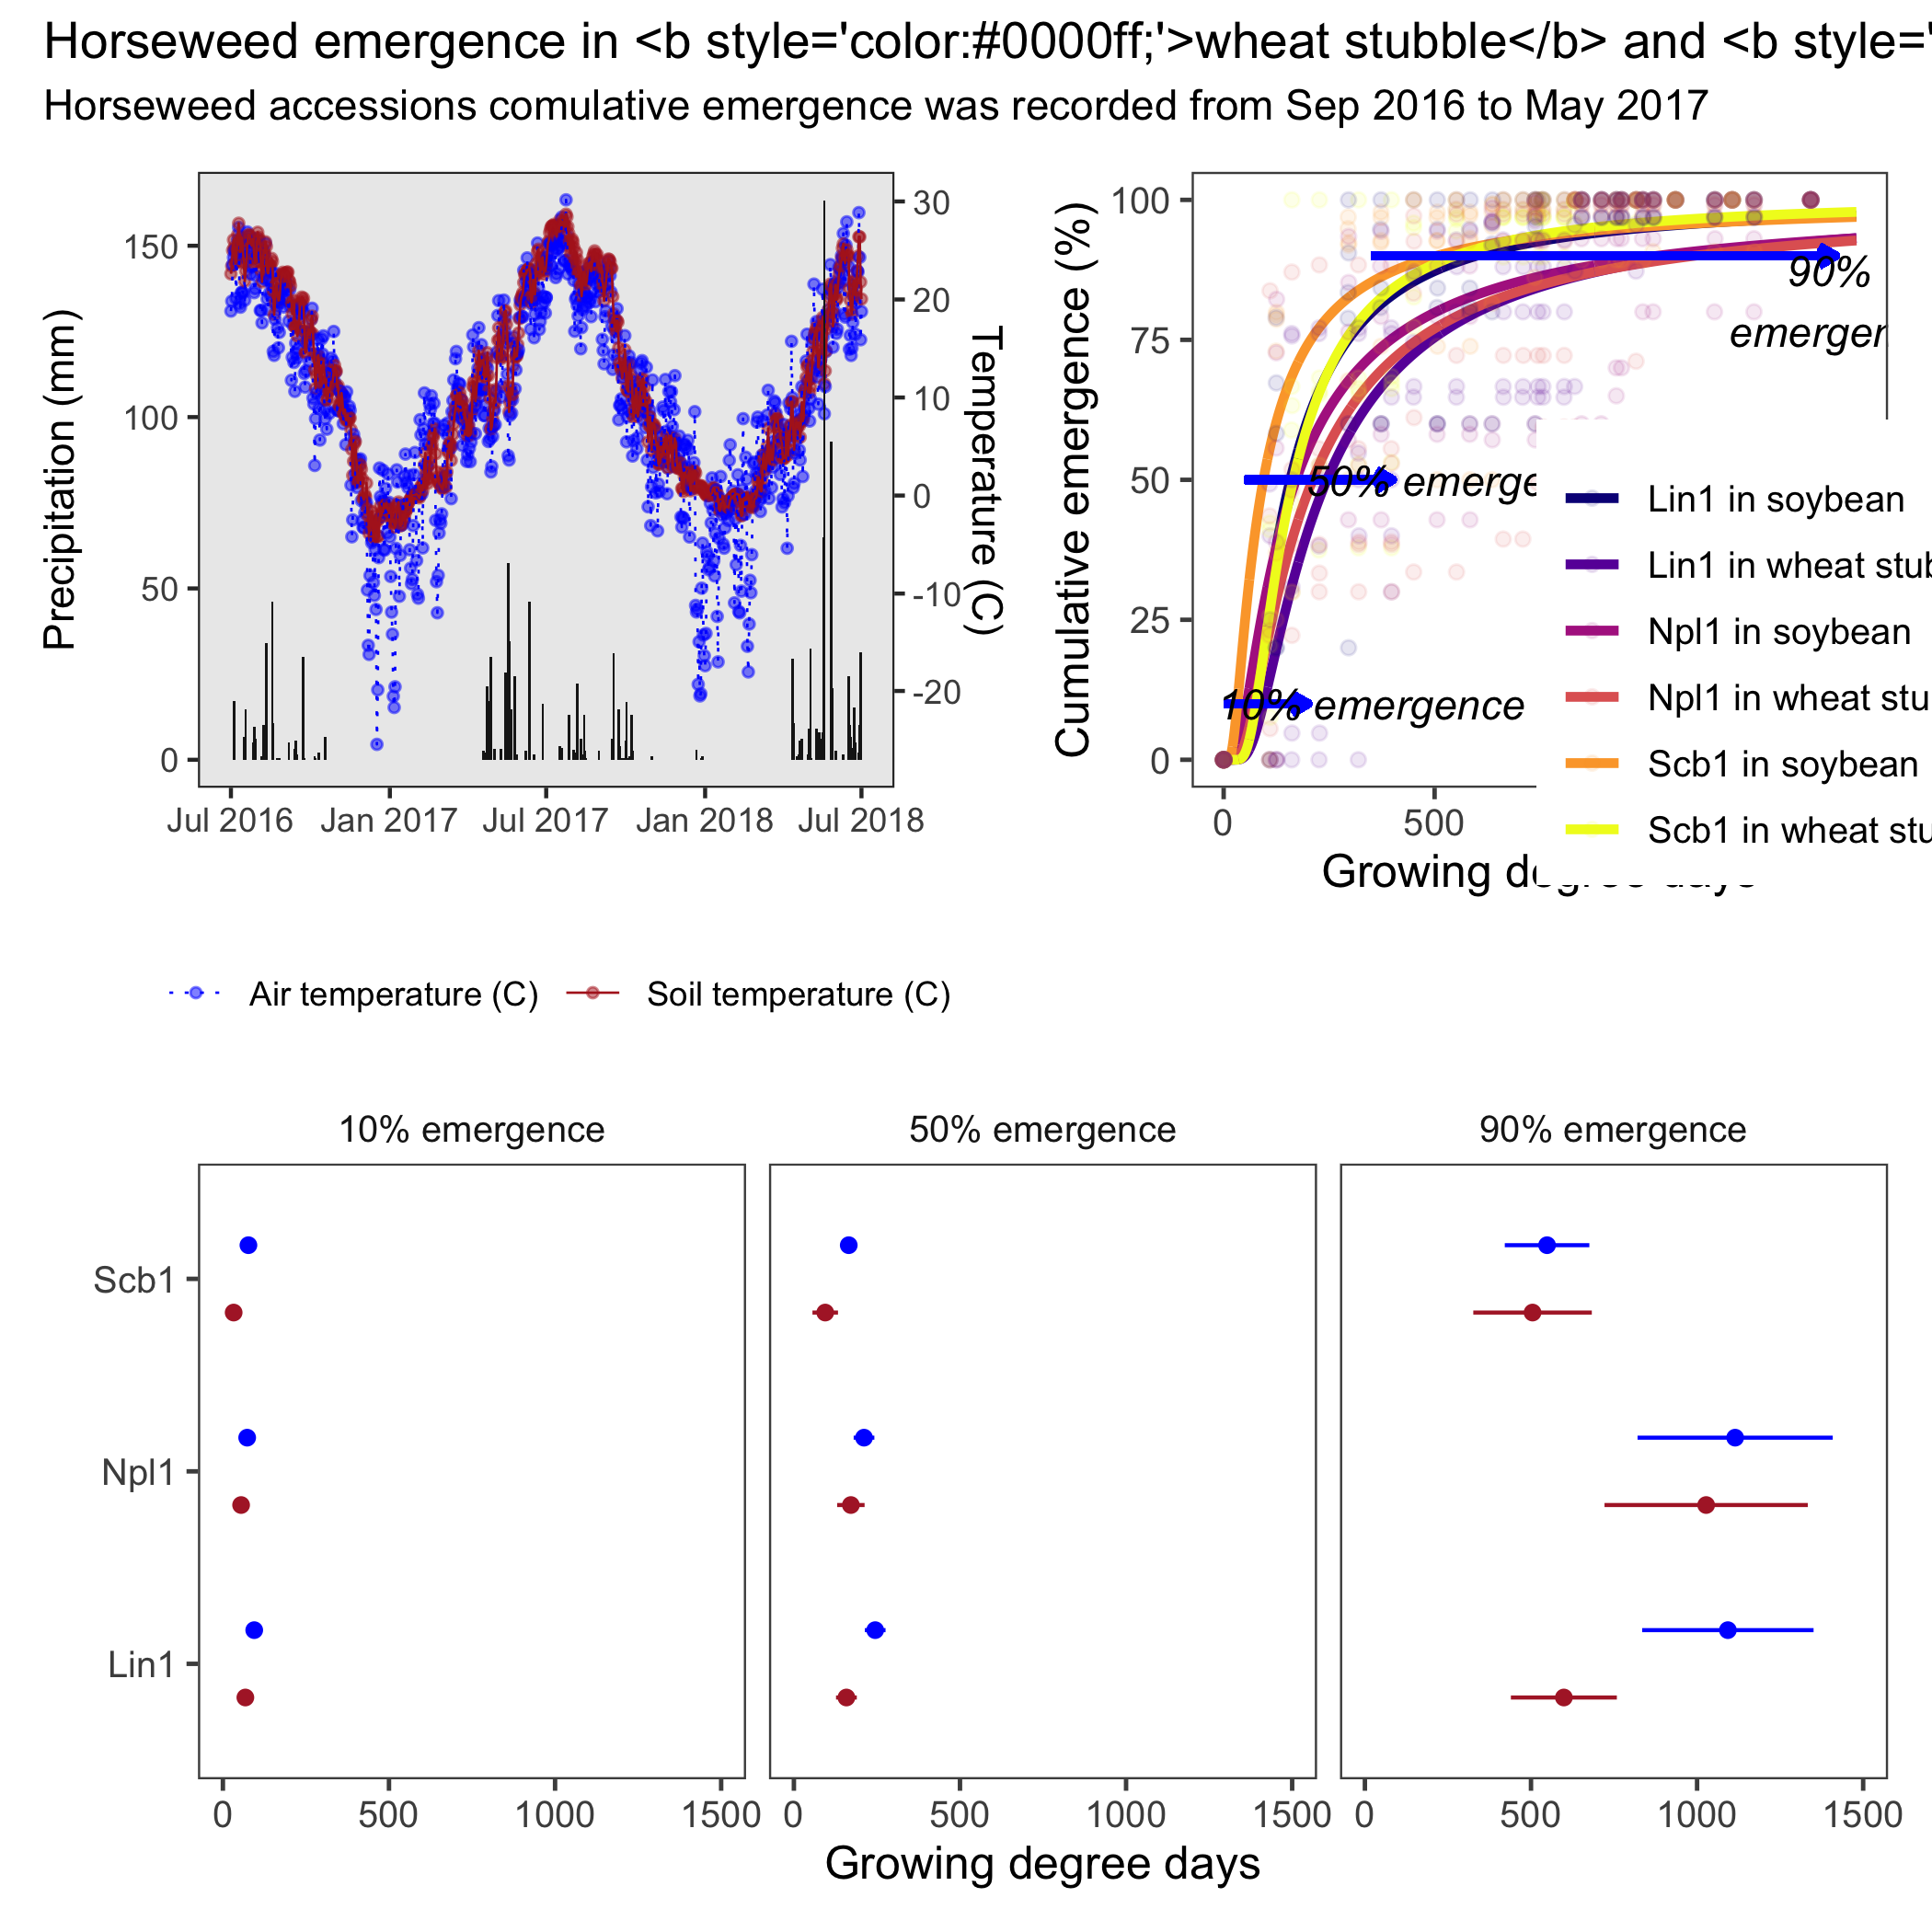 Horseweed emergence in <b style='color:#0000ff;'>wheat stubble</b> and <b style='
Horseweed accessions comulative emergence was recorded from Sep 2016 to May 2017
Precipitation (mm)
150
100
50
0
30
20
10
0
-10
-20
Temperature (C)
Jul 2016 Jan 2017 Jul 2017 Jan 2018 Jul 2018
Air temperature (C) Soil temperature (C)
Cumulative emergence (%)
100
75
50
25
0
90%
emergen
50% emerge
10% emergence
0 500
Growing degree days
Lin1 in soybean
Lin1 in wheat stub
Npl1 in soybean
Npl1 in wheat stu
Scb1 in soybean
Scb1 in wheat stu
10% emergence 50% emergence 90% emergence
Scb1
Npl1
Lin1
0 500 1000 1500 0 500 1000 1500 0 500 1000 1500
Growing degree days